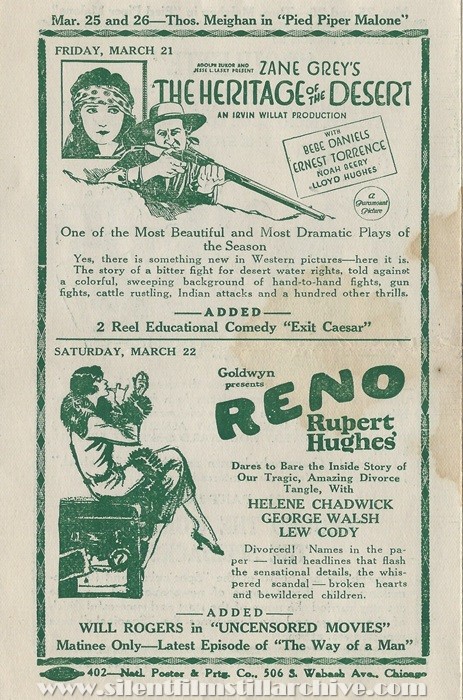 Mar. 25 and 26—Thos. Meighan in "Pied Piper Malone"
FRIDAY, MARCH 21
ADOLPH ZUKOR AND
JESSE L. LASKY PRESENT
ZANE GREY'S
THE HERITAGE OF THE DESERT
AN IRVIN WILLAT PRODUCTION
WITH
BEBE DANIELS
ERNEST TORRENCE
NOAH BEERY
LLOYD HUGHES
A
Paramount
Picture
One of the Most Beautiful and Most Dramatic Plays of
the Season
Yes, there is something new in Western pictures—here it is.
The story of a bitter fight for desert water rights, told against
a colorful, sweeping background of hand-to-hand fights, gun
fights, cattle rustling, Indian attacks and a hundred other thrills.
—ADDED—
2 Reel Educational Comedy "Exit Caesar"
SATURDAY, MARCH 22
Goldwyn
presents
RENO
Rupert
Hughes'
Dares to Bare the Inside Story of
Our Tragic, Amazing Divorce
Tangle, With
HELENE CHADWICK
GEORGE WALSH
LEW CODY
Divorced! Names in the pa-
per — lurid headlines that flash
the sensational details, the whis-
pered scandal — broken hearts
and bewildered children.
—ADDED—
WILL ROGERS in "UNCENSORED MOVIES"
Matinee Only—Latest Episode of "The Way of a Man"
402—Natl. Poster & Prtg. Co., 506 S. Wabash Ave., Chicago
www.silentfilmstillarchive.com